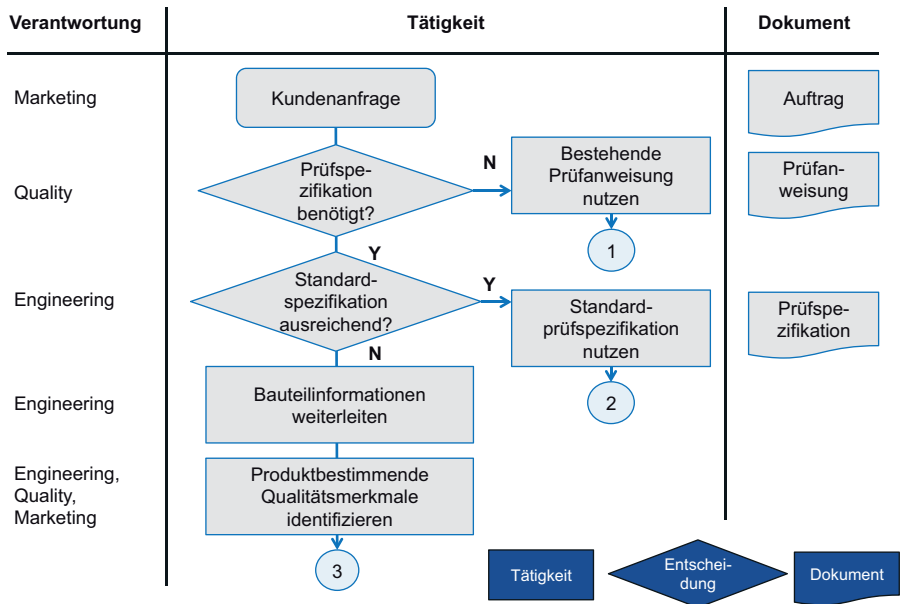 Verantwortung
Tätigkeit
Dokument
Marketing
Kundenanfrage
Auftrag
Quality
Prüfspe-
zifikation
benötigt?
N
Bestehende
Prüfanweisung
nutzen
Prüfan-
weisung
1
Y
Engineering
Standard-
spezifikation
ausreichend?
Y
Standard-
prüfspezifikation
nutzen
Prüfspe-
zifikation
N
2
Engineering
Bauteilinformationen
weiterleiten
Engineering,
Quality,
Marketing
Produktbestimmende
Qualitätsmerkmale
identifizieren
3
Tätigkeit
Entschei-
dung
Dokument